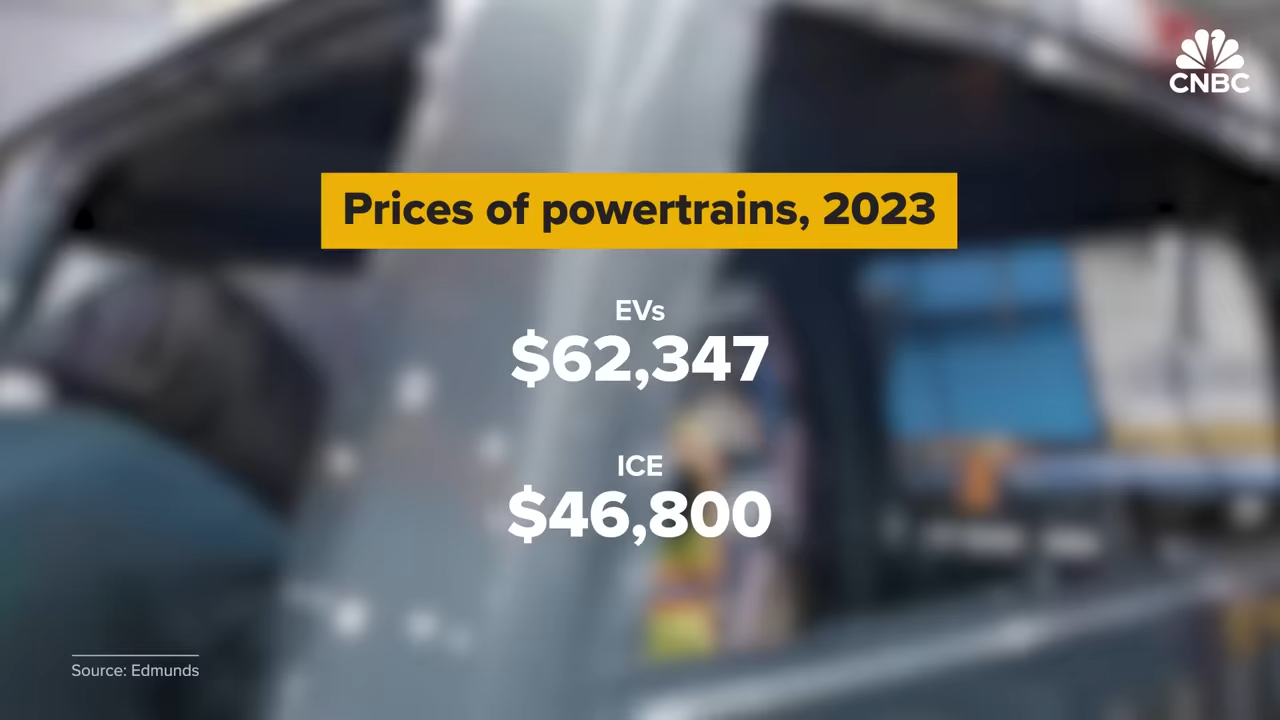 CNBC
Prices of powertrains, 2023
EVs
$62,347
ICE
$46,800
Source: Edmunds